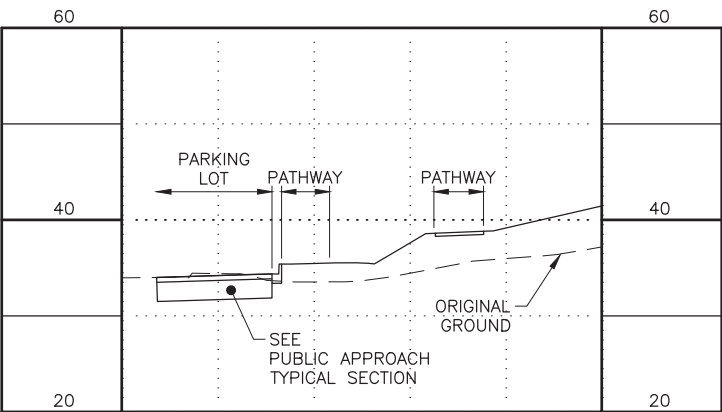 60
60
PARKING
LOT
PATHWAY
PATHWAY
40
40
ORIGINAL
GROUND
SEE
PUBLIC APPROACH
TYPICAL SECTION
20
20